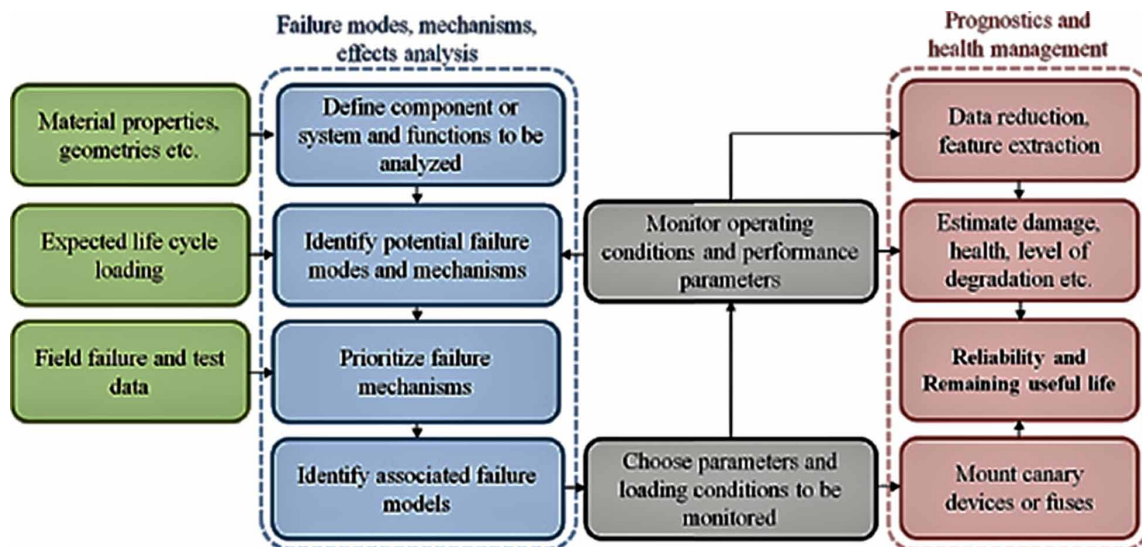 Failure modes, mechanisms,
effects analysis
Prognostics and
health management
Material properties,
geometries etc.
Define component or
system and functions to be
analyzed
Data reduction,
feature extraction
Expected life cycle
loading
Identify potential failure
modes and mechanisms
Monitor operating
conditions and performance
parameters
Estimate damage,
health, level of
degradation etc.
Field failure and test
data
Prioritize failure
mechanisms
Reliability and
Remaining useful life
Identify associated failure
models
Choose parameters and
loading conditions to be
monitored
Mount canary
devices or fuses